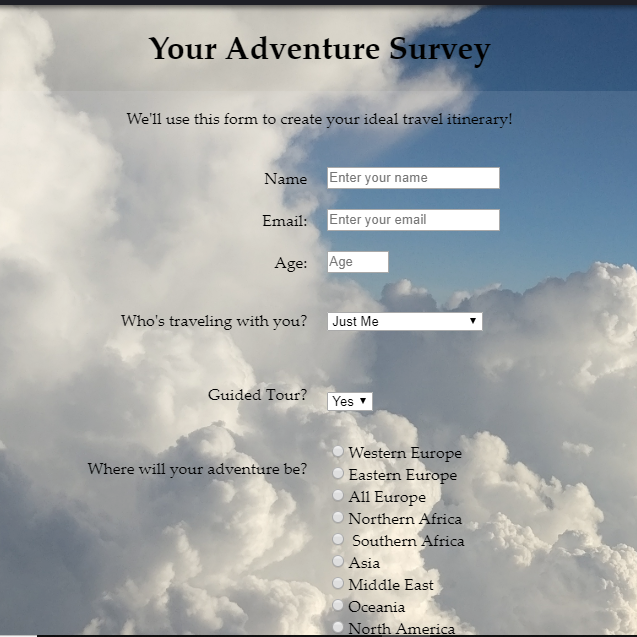 Your Adventure Survey
We'll use this form to create your ideal travel itinerary!
Name Enter your name
Email: Enter your email
Age: Age
Who's traveling with you? Just Me
Guided Tour? Yes
Where will your adventure be?
Western Europe
Eastern Europe
All Europe
Northern Africa
Southern Africa
Asia
Middle East
Oceania
North America